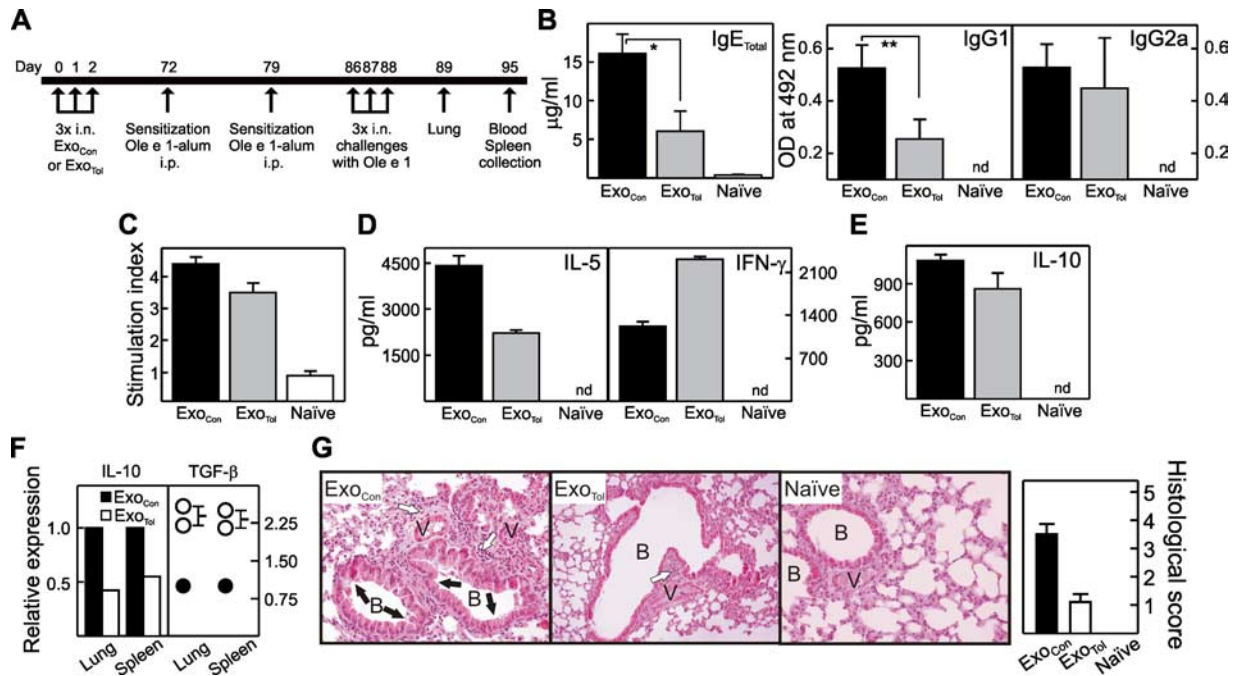 A
Day 0 1 2 72 79 86 87 88 89 95
3x i.n.
Exo_Con
or Exo_Tol
Sensitization
Ole e 1-alum
i.p.
Sensitization
Ole e 1-alum
i.p.
3x i.n.
challenges
with Ole e 1
Lung
Blood
Spleen
collection
B
µg/ml
15
10
5
IgE_Total
*
Exo_Con Exo_Tol Naïve
OD at 492 nm
0.6
0.4
0.2
IgG1
**
nd
Exo_Con Exo_Tol Naïve
IgG2a
nd
0.6
0.4
0.2
Exo_Con Exo_Tol Naïve
C
Stimulation index
4
3
2
1
Exo_Con Exo_Tol Naïve
D
pg/ml
4500
3000
1500
IL-5
nd
Exo_Con Exo_Tol Naïve
IFN-γ
nd
2100
1400
700
Exo_Con Exo_Tol Naïve
E
pg/ml
900
600
300
IL-10
nd
Exo_Con Exo_Tol Naïve
F
Relative expression
IL-10 TGF-β
Exo_Con
Exo_Tol
1.0
0.5
2.25
1.50
0.75
Lung Spleen Lung Spleen
G
Exo_Con
V V
B B
Exo_Tol
B
V
Naïve
B
B V
Histological score
5
4
3
2
1
Exo_Con Exo_Tol Naïve